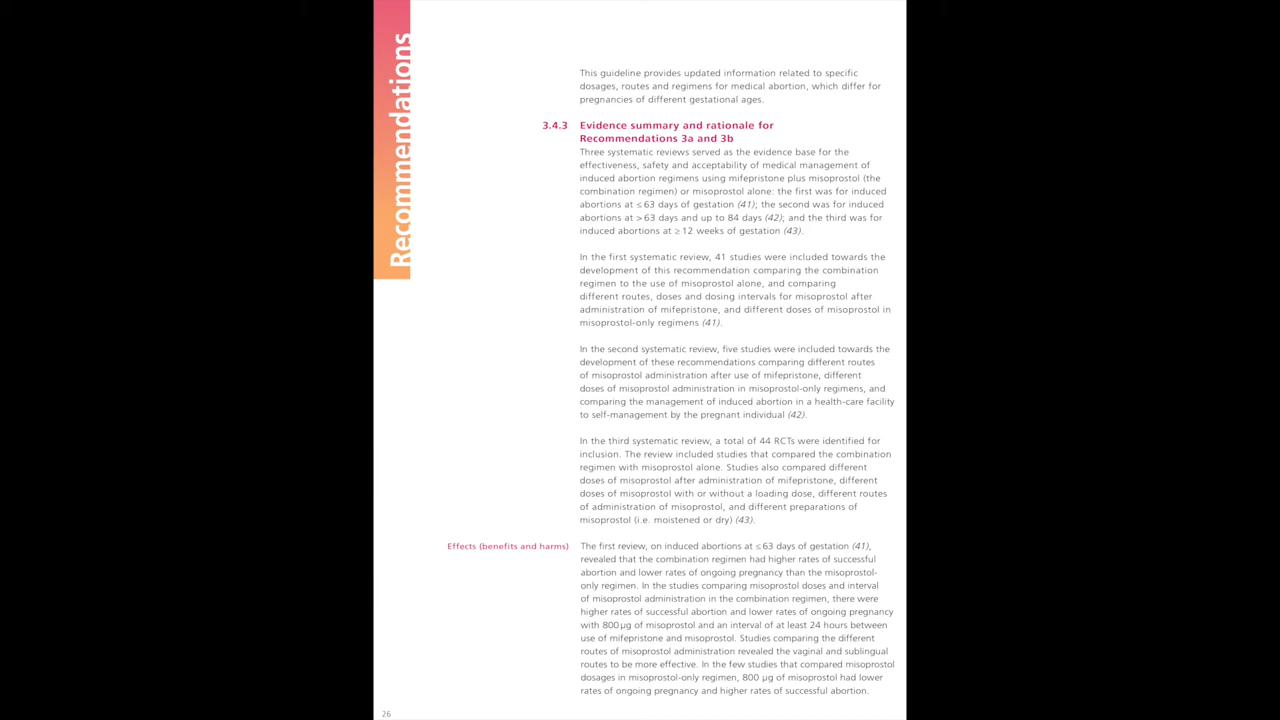 Recommendations
This guideline provides updated information related to specific
dosages, routes and regimens for medical abortion, which differ for
pregnancies of different gestational ages.
3.4.3 Evidence summary and rationale for
Recommendations 3a and 3b
Three systematic reviews served as the evidence base for the
effectiveness, safety and acceptability of medical management of
induced abortion regimens using mifepristone plus misoprostol (the
combination regimen) or misoprostol alone: the first was for induced
abortions at ≤ 63 days of gestation (41); the second was for induced
abortions at > 63 days and up to 84 days (42); and the third was for
induced abortions at ≥ 12 weeks of gestation (43).
In the first systematic review, 41 studies were included towards the
development of this recommendation comparing the combination
regimen to the use of misoprostol alone, and comparing
different routes, doses and dosing intervals for misoprostol after
administration of mifepristone, and different doses of misoprostol in
misoprostol-only regimens (41).
In the second systematic review, five studies were included towards the
development of these recommendations comparing different routes
of misoprostol administration after use of mifepristone, different
doses of misoprostol administration in misoprostol-only regimens, and
comparing the management of induced abortion in a health-care facility
to self-management by the pregnant individual (42).
In the third systematic review, a total of 44 RCTs were identified for
inclusion. The review included studies that compared the combination
regimen with misoprostol alone. Studies also compared different
doses of misoprostol after administration of mifepristone, different
doses of misoprostol with or without a loading dose, different routes
of administration of misoprostol, and different preparations of
misoprostol (i.e. moistened or dry) (43).
Effects (benefits and harms) The first review, on induced abortions at ≤ 63 days of gestation (41),
revealed that the combination regimen had higher rates of successful
abortion and lower rates of ongoing pregnancy than the misoprostol-
only regimen. In the studies comparing misoprostol doses and interval
of misoprostol administration in the combination regimen, there were
higher rates of successful abortion and lower rates of ongoing pregnancy
with 800 µg of misoprostol and an interval of at least 24 hours between
use of mifepristone and misoprostol. Studies comparing the different
routes of misoprostol administration revealed the vaginal and sublingual
routes to be more effective. In the few studies that compared misoprostol
dosages in misoprostol-only regimen, 800 µg of misoprostol had lower
rates of ongoing pregnancy and higher rates of successful abortion.
26